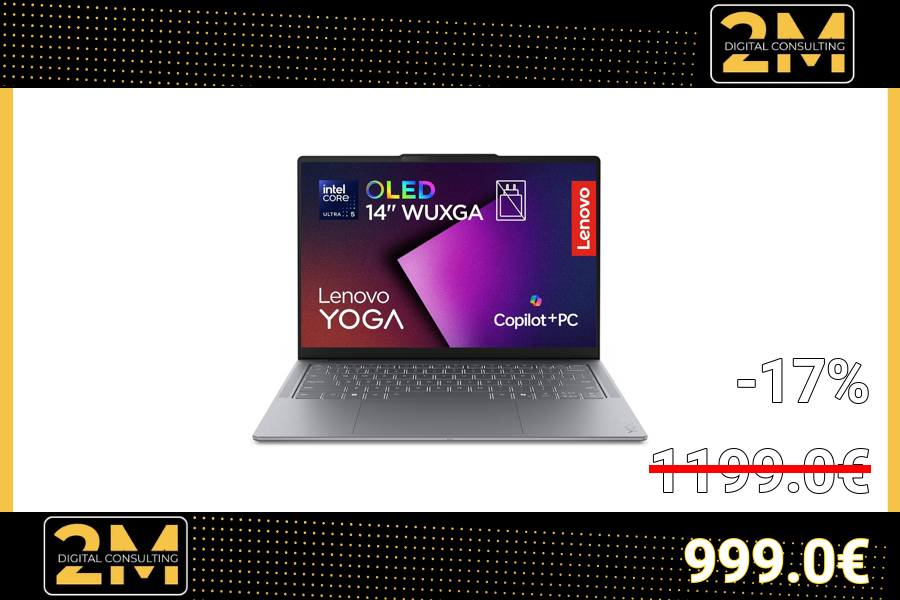 2M
DIGITAL CONSULTING
intel
CORE
ULTRA 5
OLED
14" WUXGA
Lenovo
Lenovo
YOGA
Copilot+PC
-17%
1199.0€
2M
DIGITAL CONSULTING
999.0€